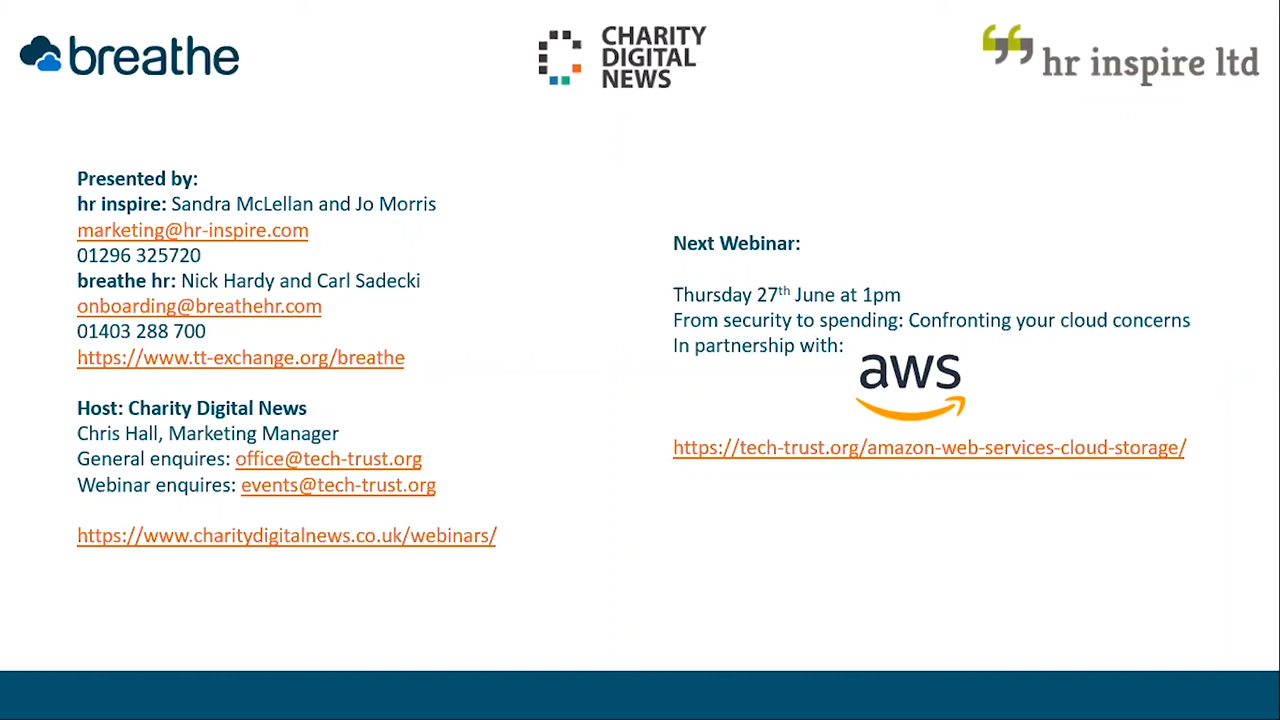 breathe
CHARITY
DIGITAL
NEWS
hr inspire ltd
Presented by:
hr inspire: Sandra McLellan and Jo Morris
marketing@hr-inspire.com
01296 325720
breathe hr: Nick Hardy and Carl Sadecki
onboarding@breathehr.com
01403 288 700
https://www.tt-exchange.org/breathe
Host: Charity Digital News
Chris Hall, Marketing Manager
General enquires: office@tech-trust.org
Webinar enquires: events@tech-trust.org
https://www.charitydigitalnews.co.uk/webinars/
Next Webinar:
Thursday 27th June at 1pm
From security to spending: Confronting your cloud concerns
In partnership with:
aws
https://tech-trust.org/amazon-web-services-cloud-storage/